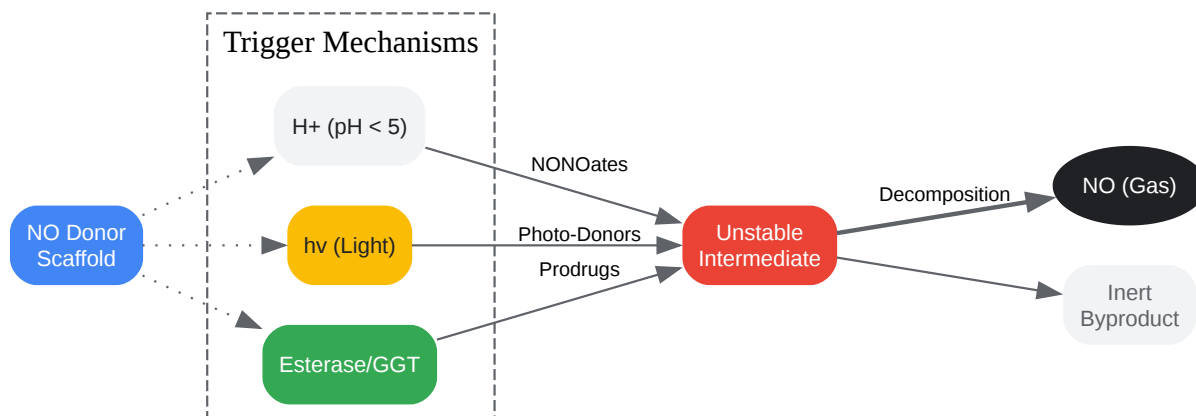 Trigger Mechanisms
NO Donor
Scaffold
H+ (pH < 5)
hv (Light)
Esterase/GGT
NONOates
Photo-Donors
Prodrugs
Unstable
Intermediate
Decomposition
NO (Gas)
Inert
Byproduct